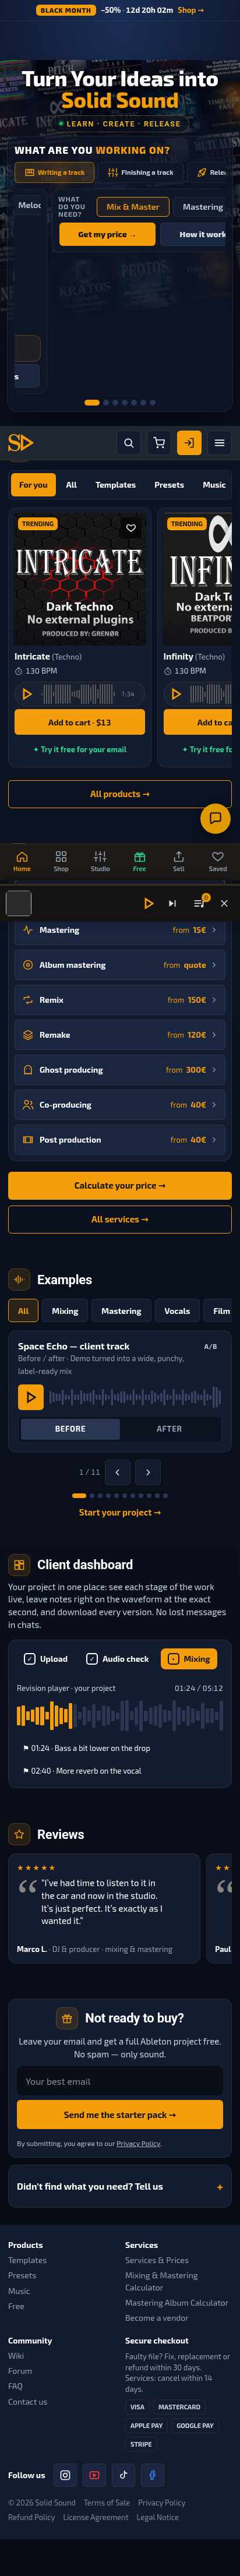 BLACK MONTH -50% · 12d 20h 02m Shop →
Turn Your Ideas into
Solid Sound
LEARN · CREATE · RELEASE
WHAT ARE YOU WORKING ON?
Writing a track Finishing a track
WHAT
DO YOU
NEED?
Mix & Master Mastering
Get my price → How it work
For you All Templates Presets Music
TRENDING
INTRICATE
Dark Techno
No external plugins
PRODUCED BY: GRENØR
Intricate (Techno)
130 BPM
7:34
Add to cart · $13
+ Try it free for your email
TRENDING
Infinity (Techno)
130 BPM
All products →
Home Shop Studio Free Sell Saved
0
Mastering from 15€
Album mastering from quote
Remix from 150€
Remake from 120€
Ghost producing from 300€
Co-producing from 40€
Post production from 40€
Calculate your price →
All services →
Examples
All Mixing Mastering Vocals Film
Space Echo — client track A/B
Before / after · Demo turned into a wide, punchy,
label-ready mix
BEFORE AFTER
1 / 11
Start your project →
Client dashboard
Your project in one place: see each stage of the
work, leave notes right on the waveform at the exact
second, and download every version. No lost messages
in chats.
Upload Audio check Mixing
Revision player · your project 01:24 / 05:12
01:24 · Bass a bit lower on the drop
02:40 · More reverb on the vocal
Reviews
“I’ve had time to listen to it in
the car and now in the studio.
It’s just perfect. It’s exactly as I
wanted it.”
Marco L. · DJ & producer · mixing & mastering
Paul
Not ready to buy?
Leave your email and get a full Ableton project free.
No spam — only sound.
Your best email
Send me the starter pack →
By submitting, you agree to our Privacy Policy.
Didn’t find what you need? Tell us +
Products
Templates
Presets
Music
Free
Services
Services & Prices
Mixing & Mastering
Calculator
Mastering Album Calculator
Become a vendor
Community
Wiki
Forum
FAQ
Contact us
Secure checkout
Faulty file? Fix, replacement or
refund within 30 days.
Services: cancel within 14
days.
VISA MASTERCARD
APPLE PAY GOOGLE PAY
STRIPE
Follow us
© 2026 Solid Sound Terms of Sale Privacy Policy
Refund Policy License Agreement Legal Notice